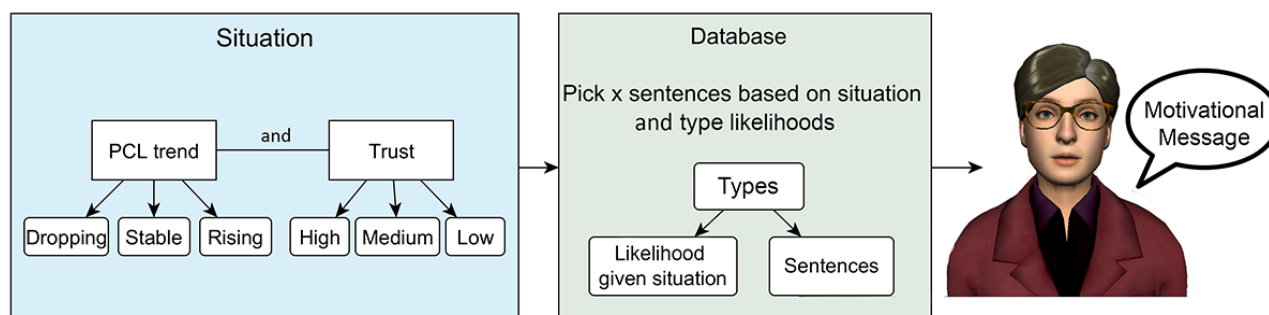 Situation
PCL trend
and
Trust
Dropping
Stable
Rising
High
Medium
Low
Database
Pick x sentences based on situation
and type likelihoods
Types
Likelihood
given situation
Sentences
Motivational
Message